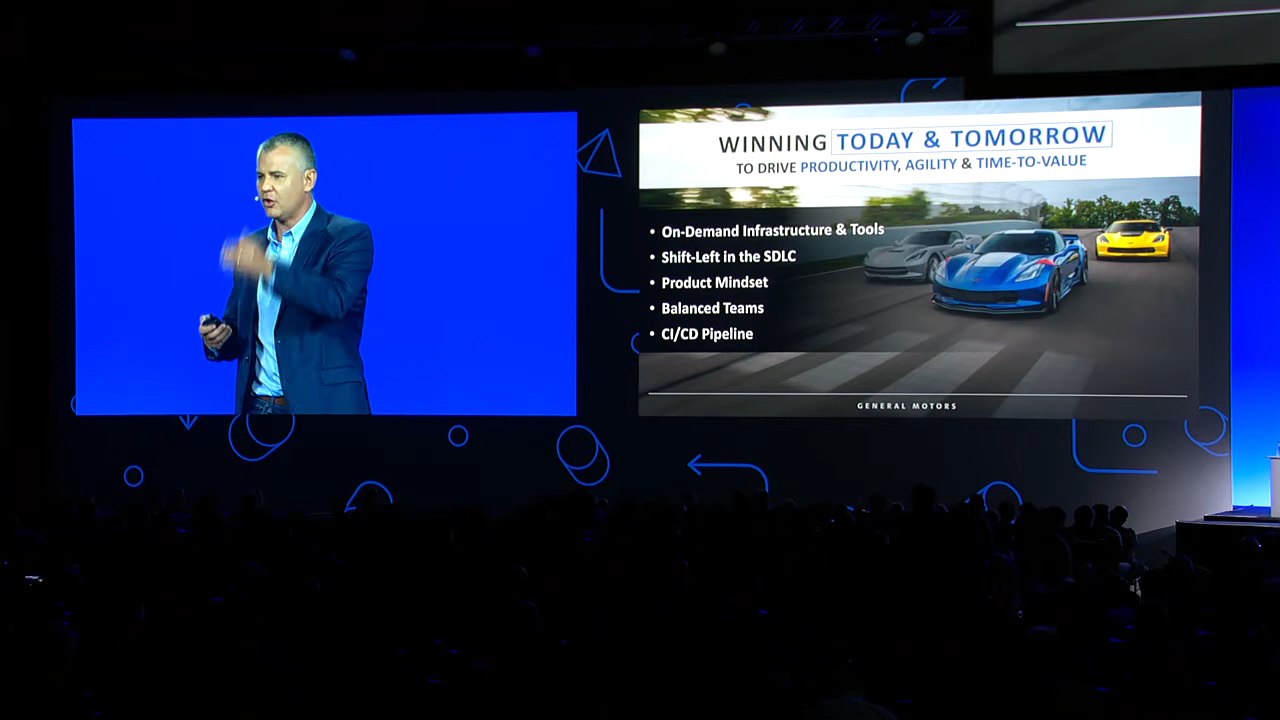 WINNING TODAY & TOMORROW
TO DRIVE PRODUCTIVITY, AGILITY & TIME-TO-VALUE
• On-Demand Infrastructure & Tools
• Shift-Left in the SDLC
• Product Mindset
• Balanced Teams
• CI/CD Pipeline
GENERAL MOTORS